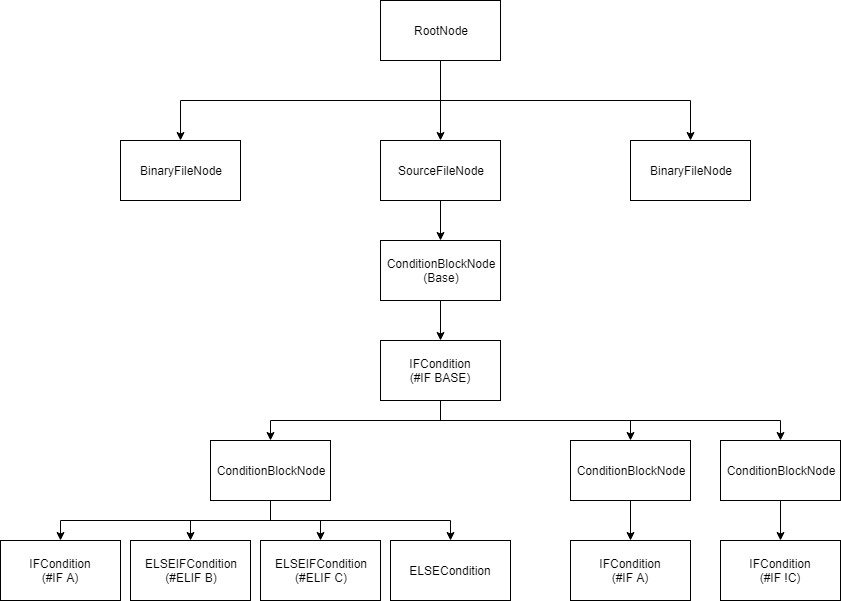 RootNode
BinaryFileNode
SourceFileNode
BinaryFileNode
ConditionBlockNode
(Base)
IFCondition
(#IF BASE)
ConditionBlockNode
ConditionBlockNode
ConditionBlockNode
IFCondition
(#IF A)
ELSEIFCondition
(#ELIF B)
ELSEIFCondition
(#ELIF C)
ELSECondition
IFCondition
(#IF A)
IFCondition
(#IF !C)